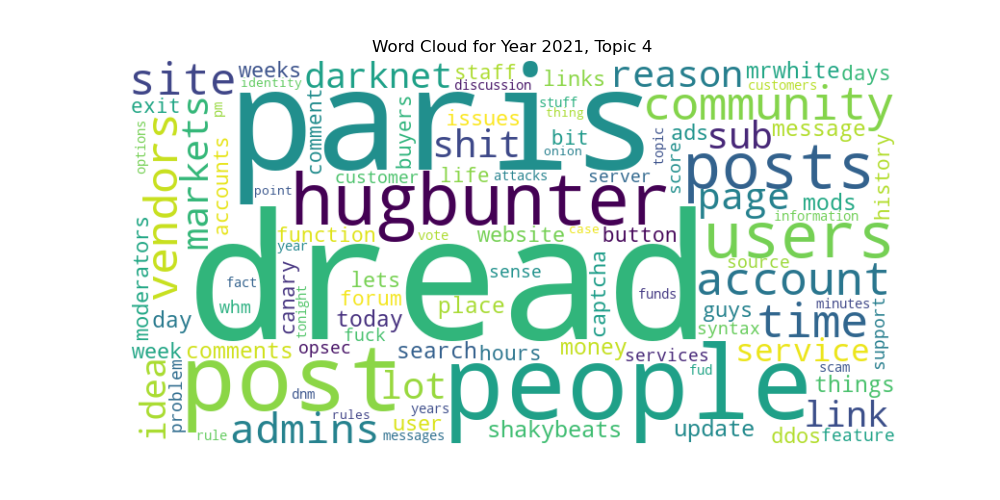 Word Cloud for Year 2021, Topic 4
site weeks darknet staff links reason mrwhite days
identity discussion customers
exit pm comment buyers paris issues stuff thing community
options vendors markets accounts shit bit onion topic scores ads sub message history
customer life attacks server posts
point hugbunter page mods information
function vote website case button users
year source
moderators fact canary tonight lets sense captcha funds account minutes
whm forum place guys time support
day today dread syntax
fuck
week comments opsec search hours money services service
idea problem post dnm lot people fud scam things
rules years link
rule admins user messages shakybeats update ddos feature